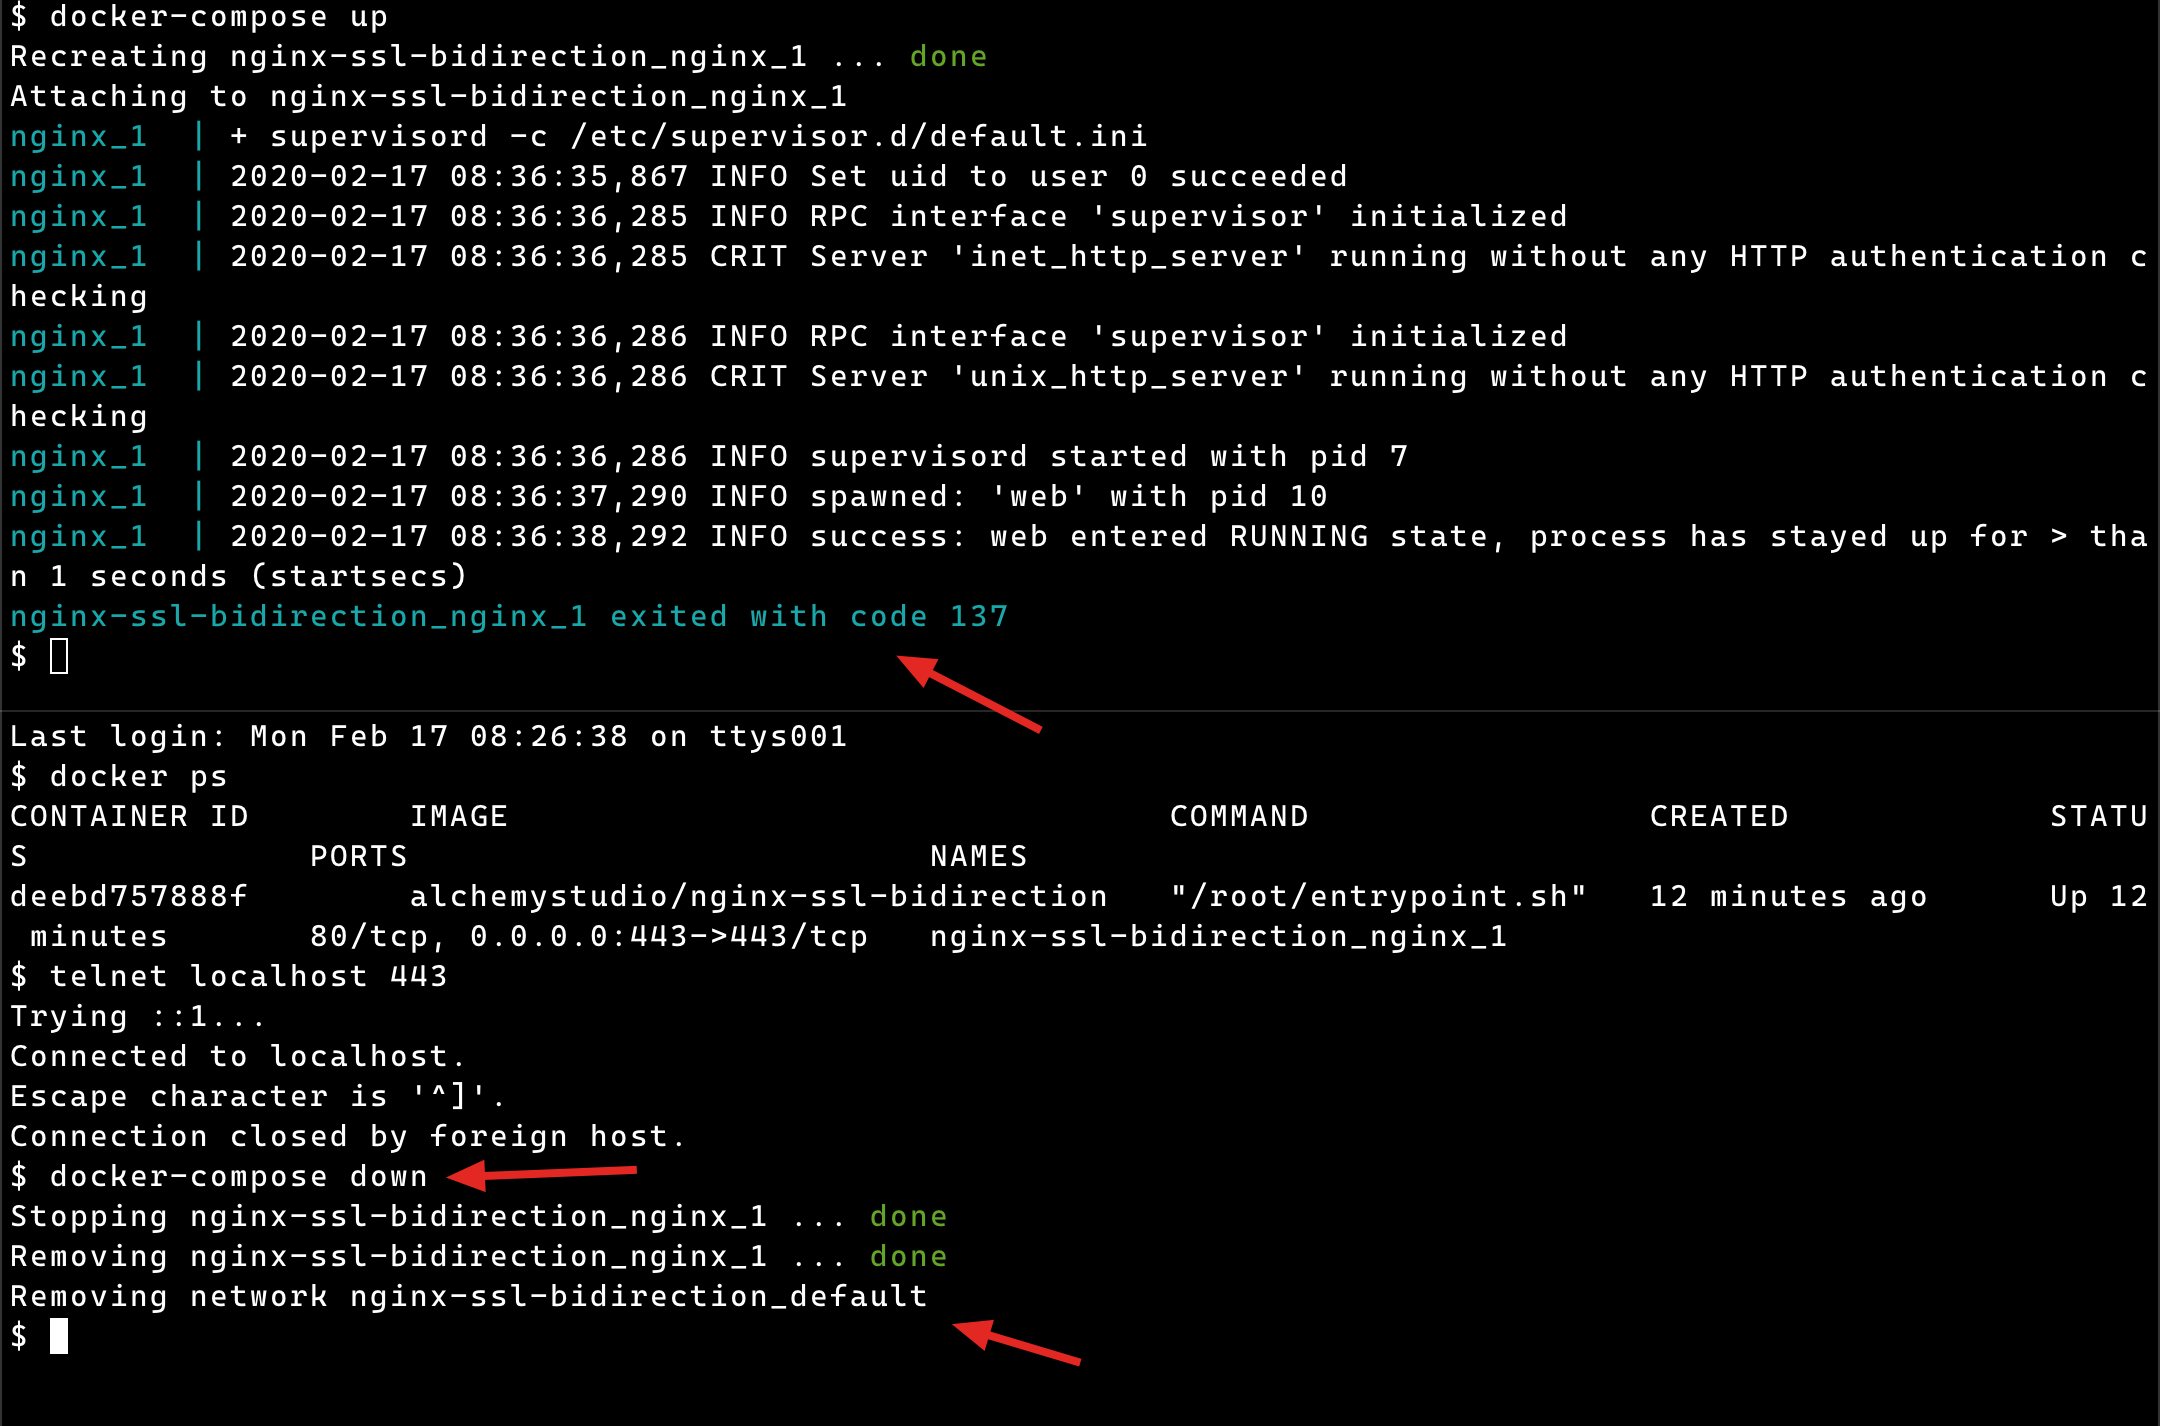 $ docker-compose up
Recreating nginx-ssl-bidirection_nginx_1 ... done
Attaching to nginx-ssl-bidirection_nginx_1
nginx_1  | + supervisord -c /etc/supervisor.d/default.ini
nginx_1  | 2020-02-17 08:36:35,867 INFO Set uid to user 0 succeeded
nginx_1  | 2020-02-17 08:36:36,285 INFO RPC interface 'supervisor' initialized
nginx_1  | 2020-02-17 08:36:36,285 CRIT Server 'inet_http_server' running without any HTTP authentication c
hecking
nginx_1  | 2020-02-17 08:36:36,286 INFO RPC interface 'supervisor' initialized
nginx_1  | 2020-02-17 08:36:36,286 CRIT Server 'unix_http_server' running without any HTTP authentication c
hecking
nginx_1  | 2020-02-17 08:36:36,286 INFO supervisord started with pid 7
nginx_1  | 2020-02-17 08:36:37,290 INFO spawned: 'web' with pid 10
nginx_1  | 2020-02-17 08:36:38,292 INFO success: web entered RUNNING state, process has stayed up for > tha
n 1 seconds (startsecs)
nginx-ssl-bidirection_nginx_1 exited with code 137
$
Last login: Mon Feb 17 08:26:38 on ttys001
$ docker ps
CONTAINER ID        IMAGE                                 COMMAND                 CREATED             STATU
S              PORTS                          NAMES
deebd757888f        alchemystudio/nginx-ssl-bidirection   "/root/entrypoint.sh"   12 minutes ago      Up 12
 minutes       80/tcp, 0.0.0.0:443->443/tcp   nginx-ssl-bidirection_nginx_1
$ telnet localhost 443
Trying ::1...
Connected to localhost.
Escape character is '^]'.
Connection closed by foreign host.
$ docker-compose down
Stopping nginx-ssl-bidirection_nginx_1 ... done
Removing nginx-ssl-bidirection_nginx_1 ... done
Removing network nginx-ssl-bidirection_default
$